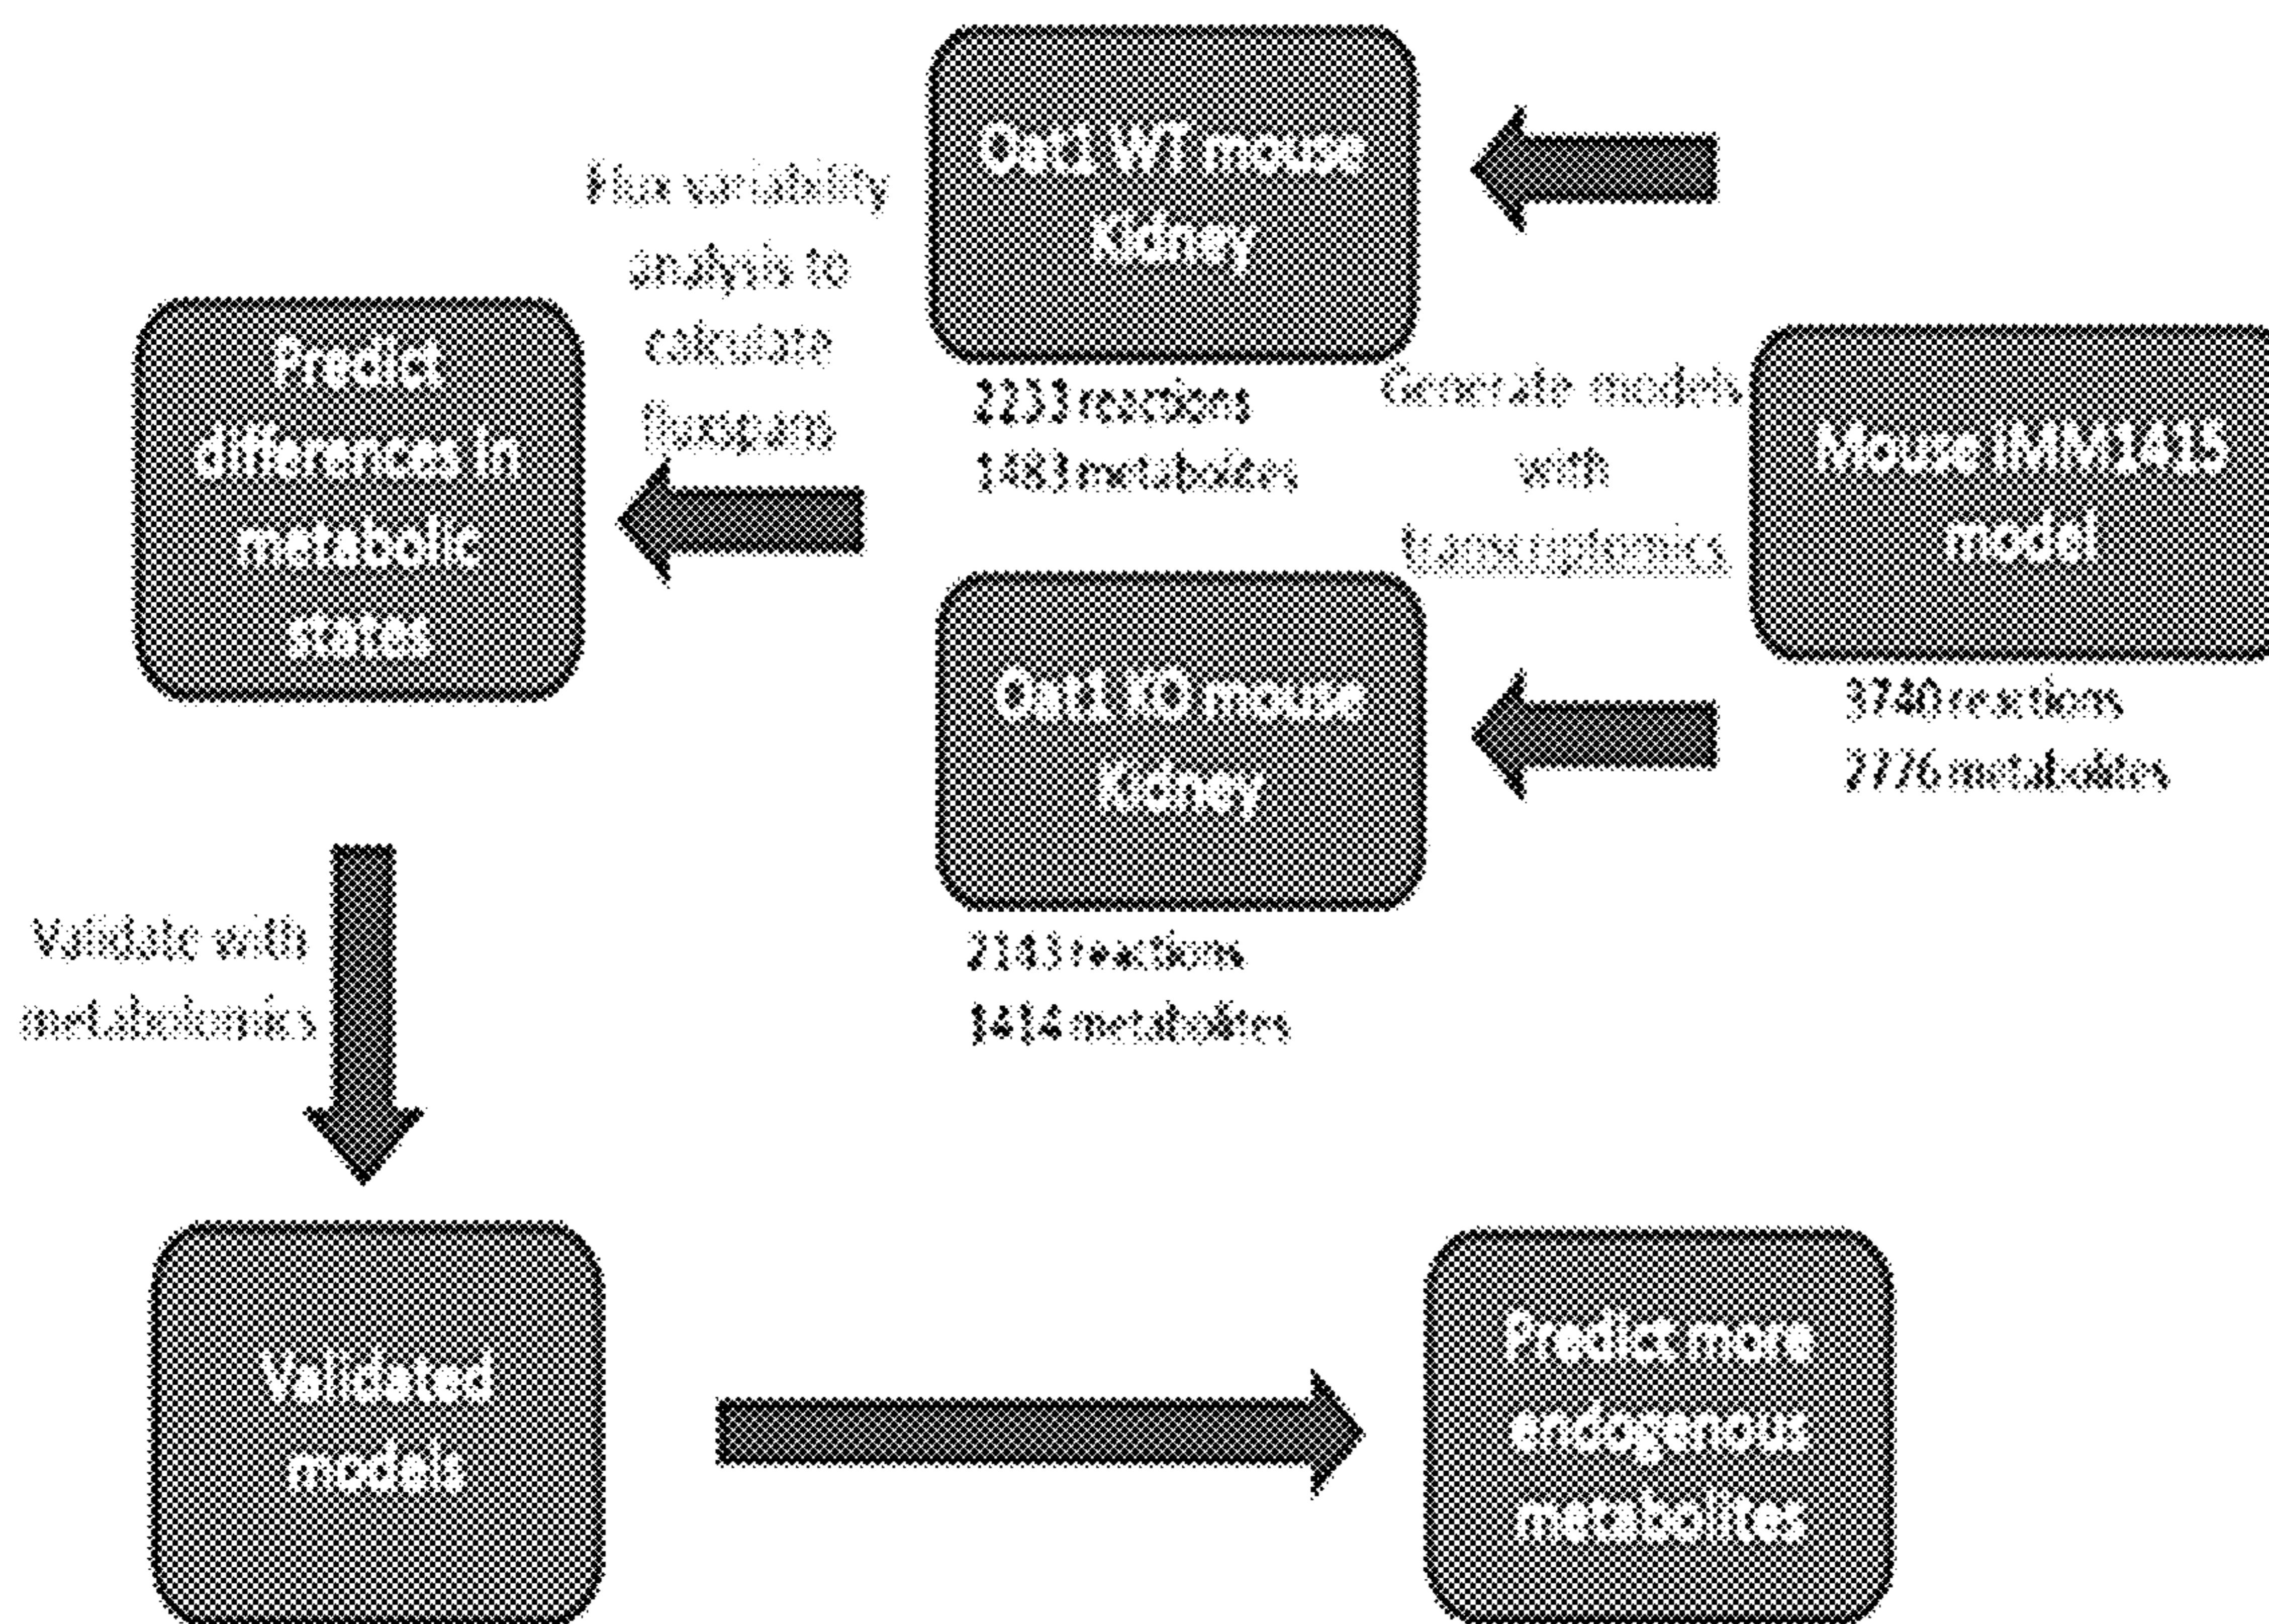 Oat1 WT mouse
Kidney
2233 reactions
1483 metabolites
Flux variability
analysis to
calculate
fluxspans
Predict
differences in
metabolic
states
Generate models
with
transcriptomics
Mouse iMM1415
model
3740 reactions
2776 metabolites
Oat1 KO mouse
Kidney
2143 reactions
1414 metabolites
Validate with
metabolomics
Validated
models
Predict more
endogenous
metabolites